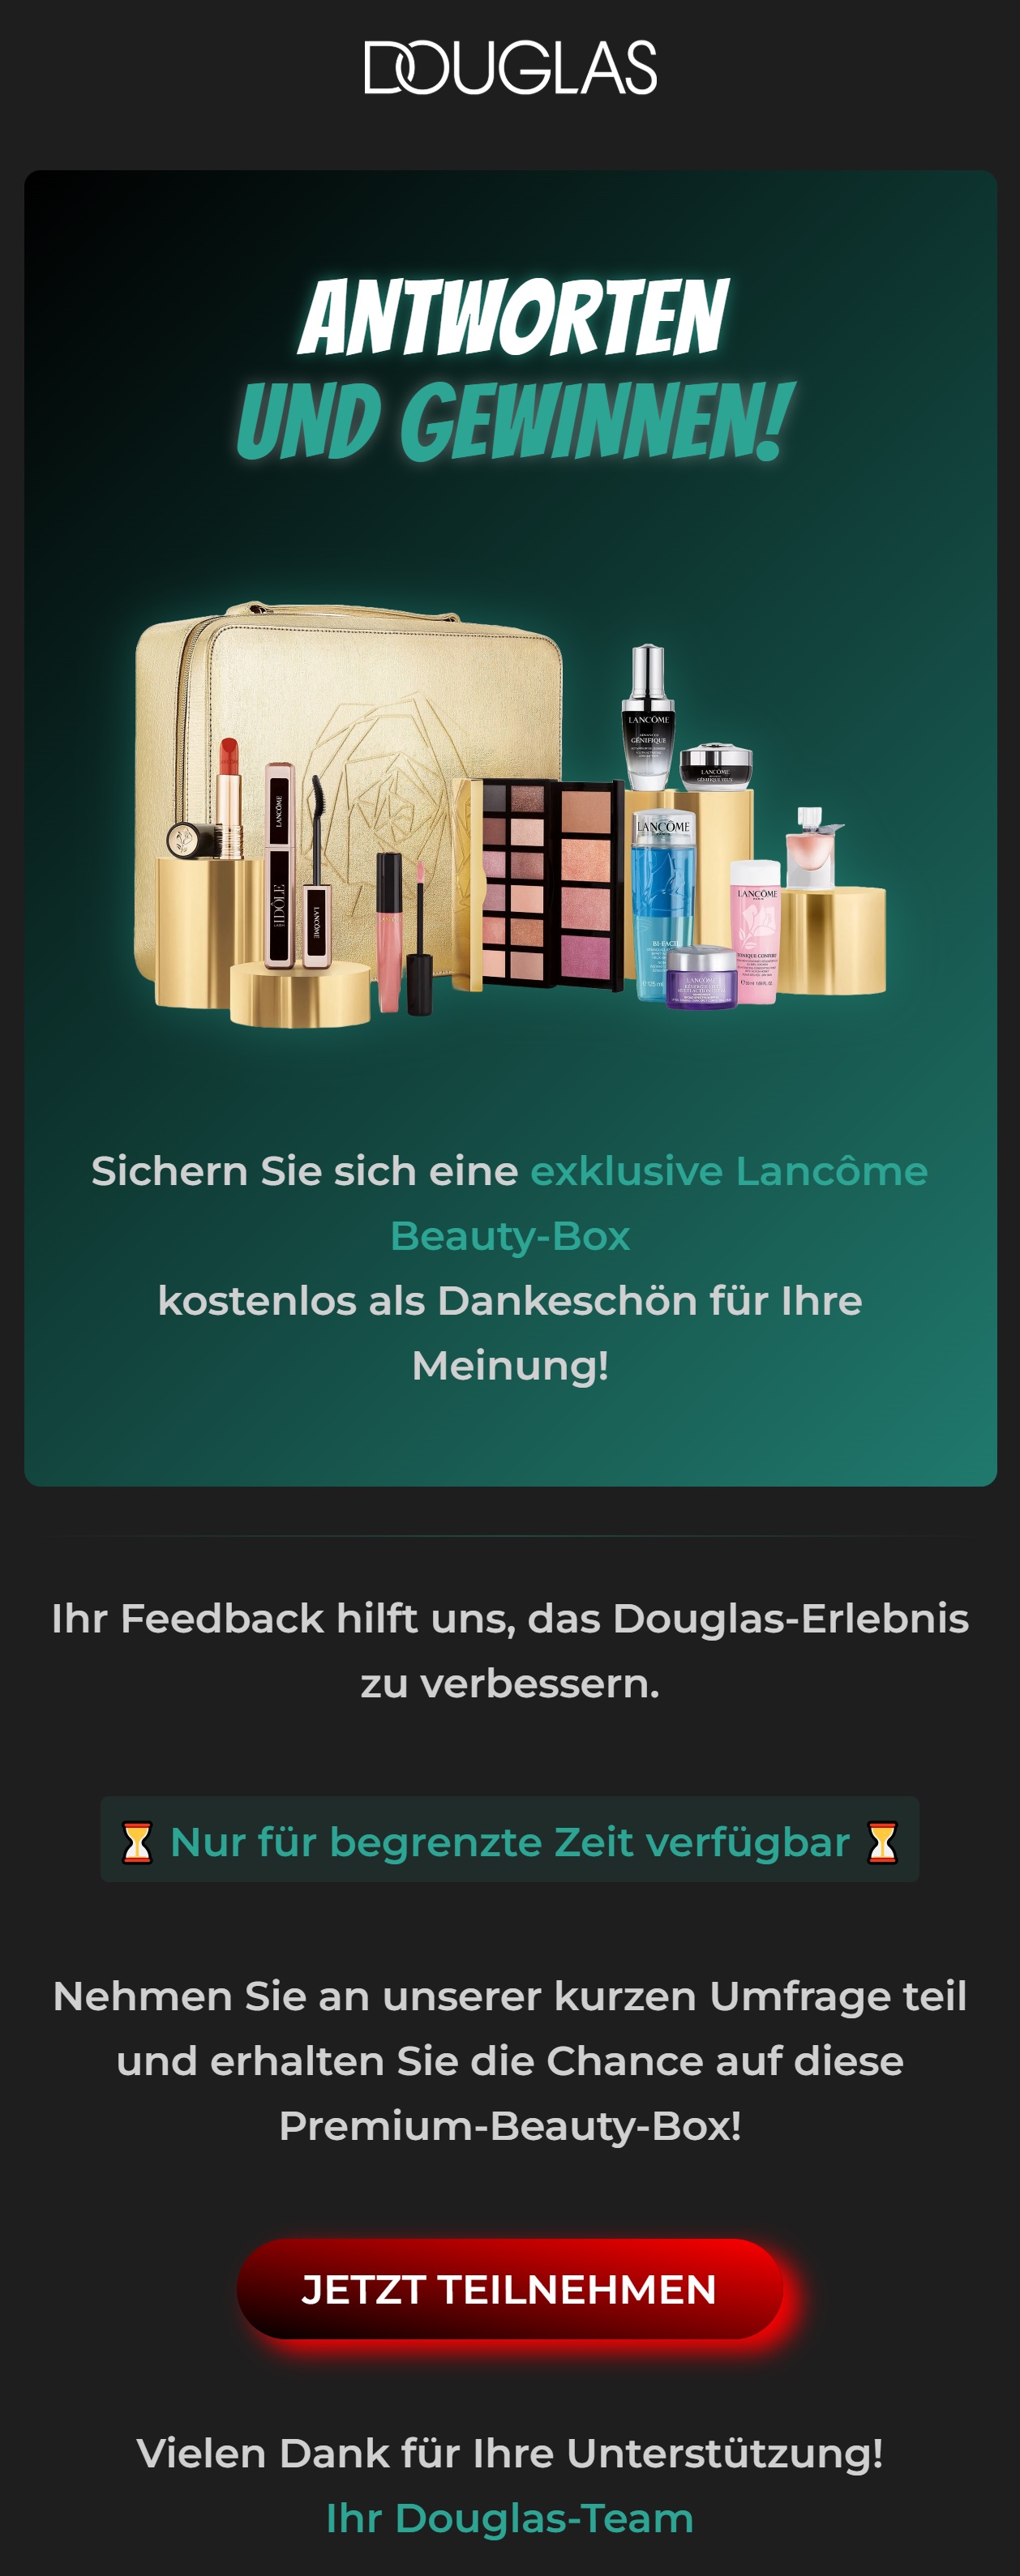 DOUGLAS
ANTWORTEN
UND GEWINNEN!
LANCÔME
GÉNIFIQUE
LANCÔME
LANCÔME
IDÔLE
LANCÔME
LANCÔME
BI-FACIL
LANCÔME
TONIQUE CONFORT
LANCÔME
Sichern Sie sich eine exklusive Lancôme
Beauty-Box
kostenlos als Dankeschön für Ihre
Meinung!
Ihr Feedback hilft uns, das Douglas-Erlebnis
zu verbessern.
⏳ Nur für begrenzte Zeit verfügbar ⏳
Nehmen Sie an unserer kurzen Umfrage teil
und erhalten Sie die Chance auf diese
Premium-Beauty-Box!
JETZT TEILNEHMEN
Vielen Dank für Ihre Unterstützung!
Ihr Douglas-Team